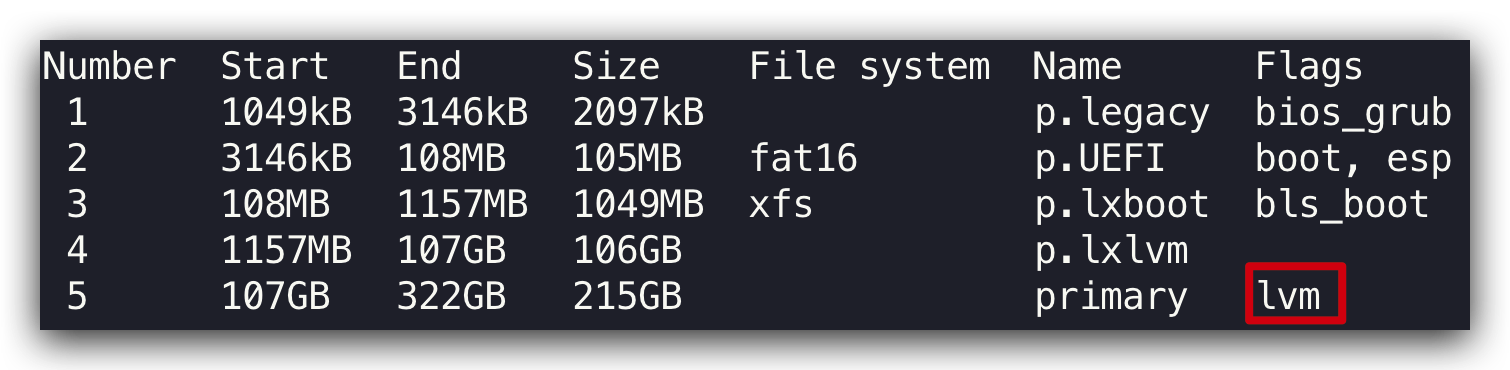 Number  Start   End     Size    File system  Name      Flags
 1      1049kB  3146kB  2097kB               p.legacy  bios_grub
 2      3146kB  108MB   105MB   fat16        p.UEFI    boot, esp
 3      108MB   1157MB  1049MB  xfs          p.lxboot  bls_boot
 4      1157MB  107GB   106GB                p.lxlvm
 5      107GB   322GB   215GB                primary   lvm